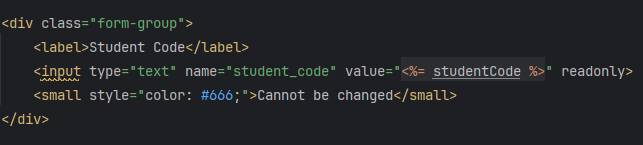 <div class="form-group">
    <label>Student Code</label>
    <input type="text" name="student_code" value="<%= studentCode %>" readonly>
    <small style="color: #666;">Cannot be changed</small>
</div>